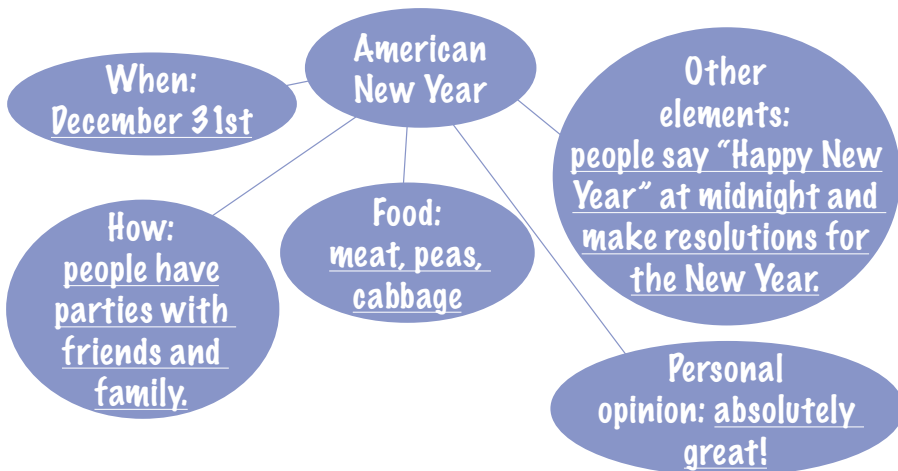 American
New Year
When:
December 31st
Other
elements:
people say “Happy New
Year” at midnight and
make resolutions for
the New Year.
How:
people have
parties with
friends and
family.
Food:
meat, peas,
cabbage
Personal
opinion: absolutely
great!